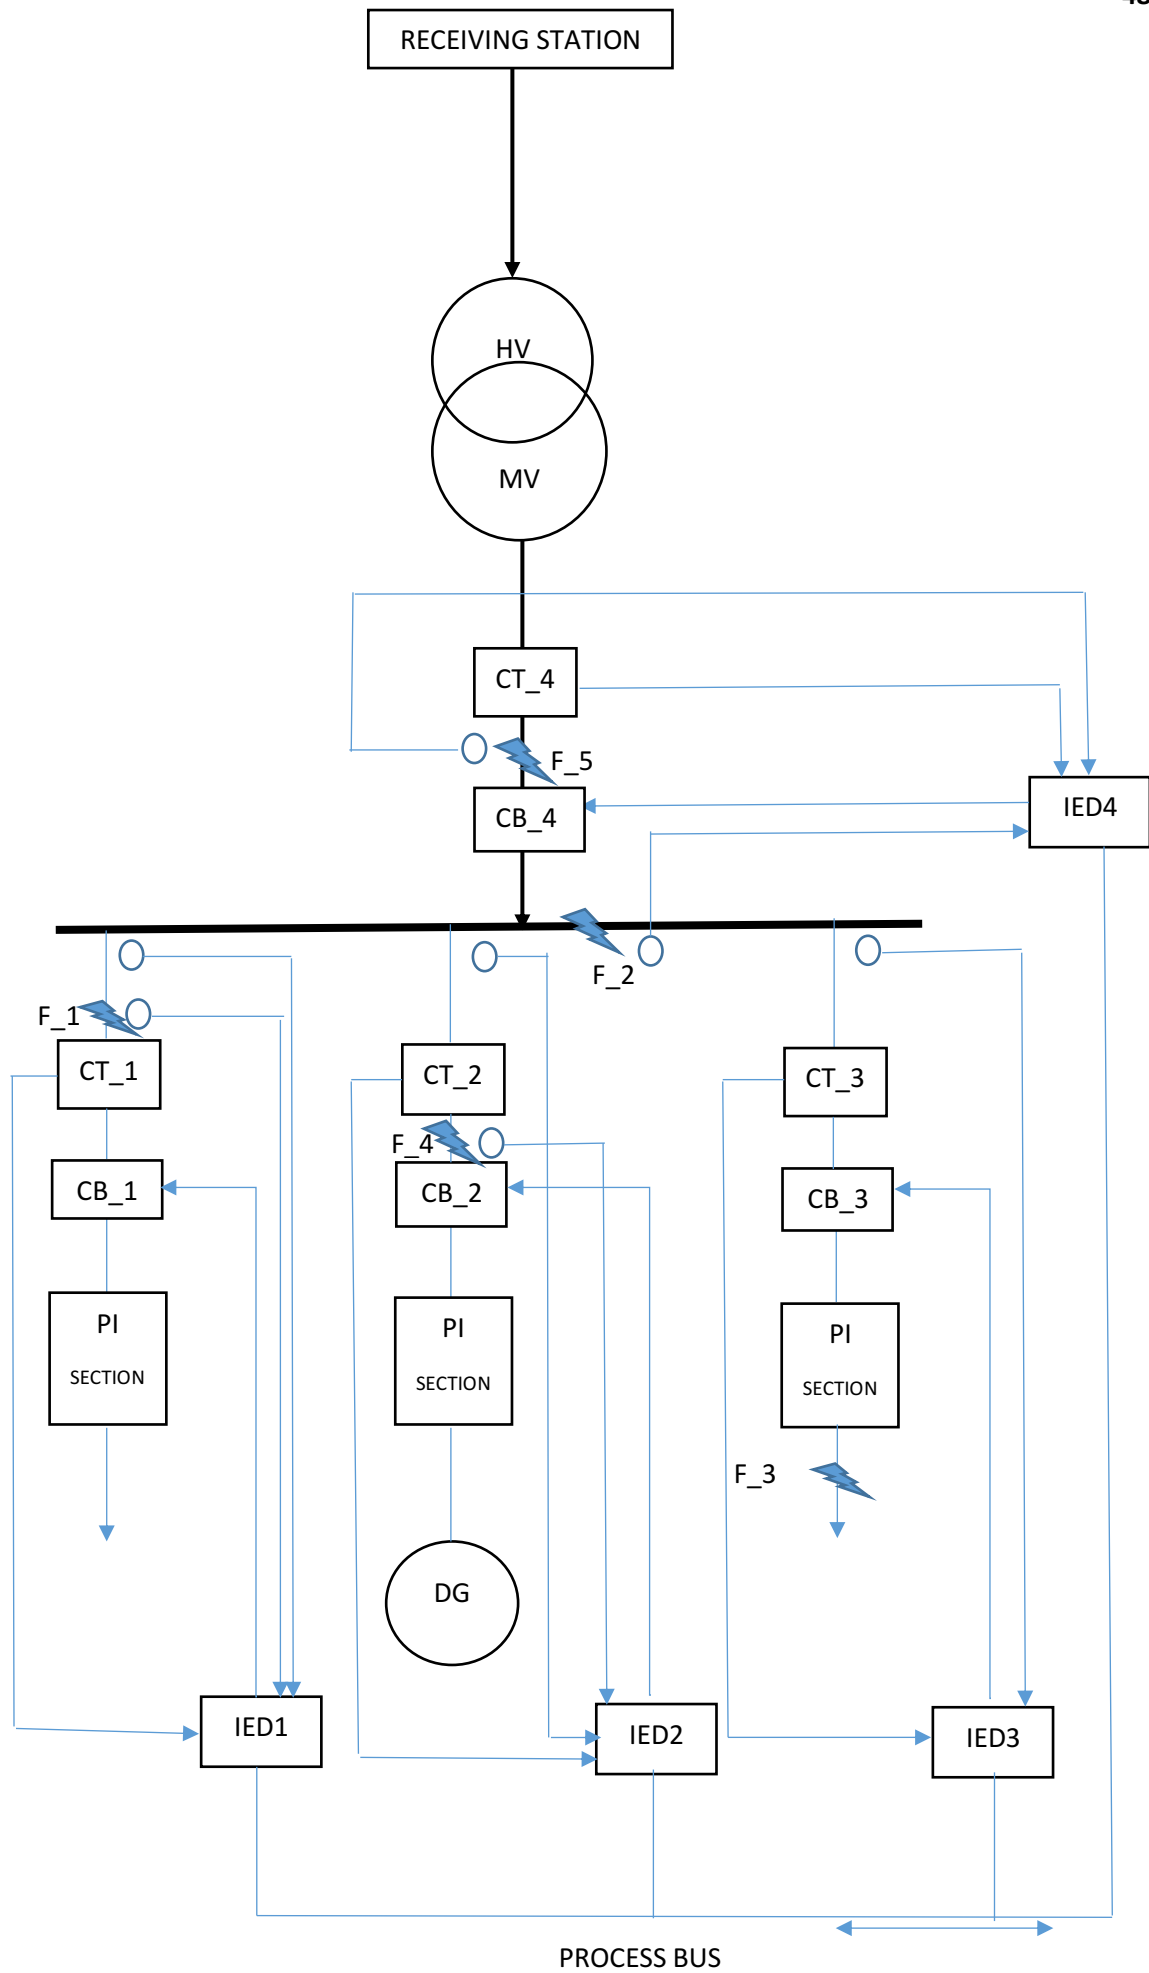 RECEIVING STATION
HV
MV
CT_4
F_5
CB_4
IED4
F_2
F_1
CT_1
CT_2
CT_3
F_4
CB_1
CB_2
CB_3
PI
SECTION
PI
SECTION
PI
SECTION
F_3
DG
IED1
IED2
IED3
PROCESS BUS